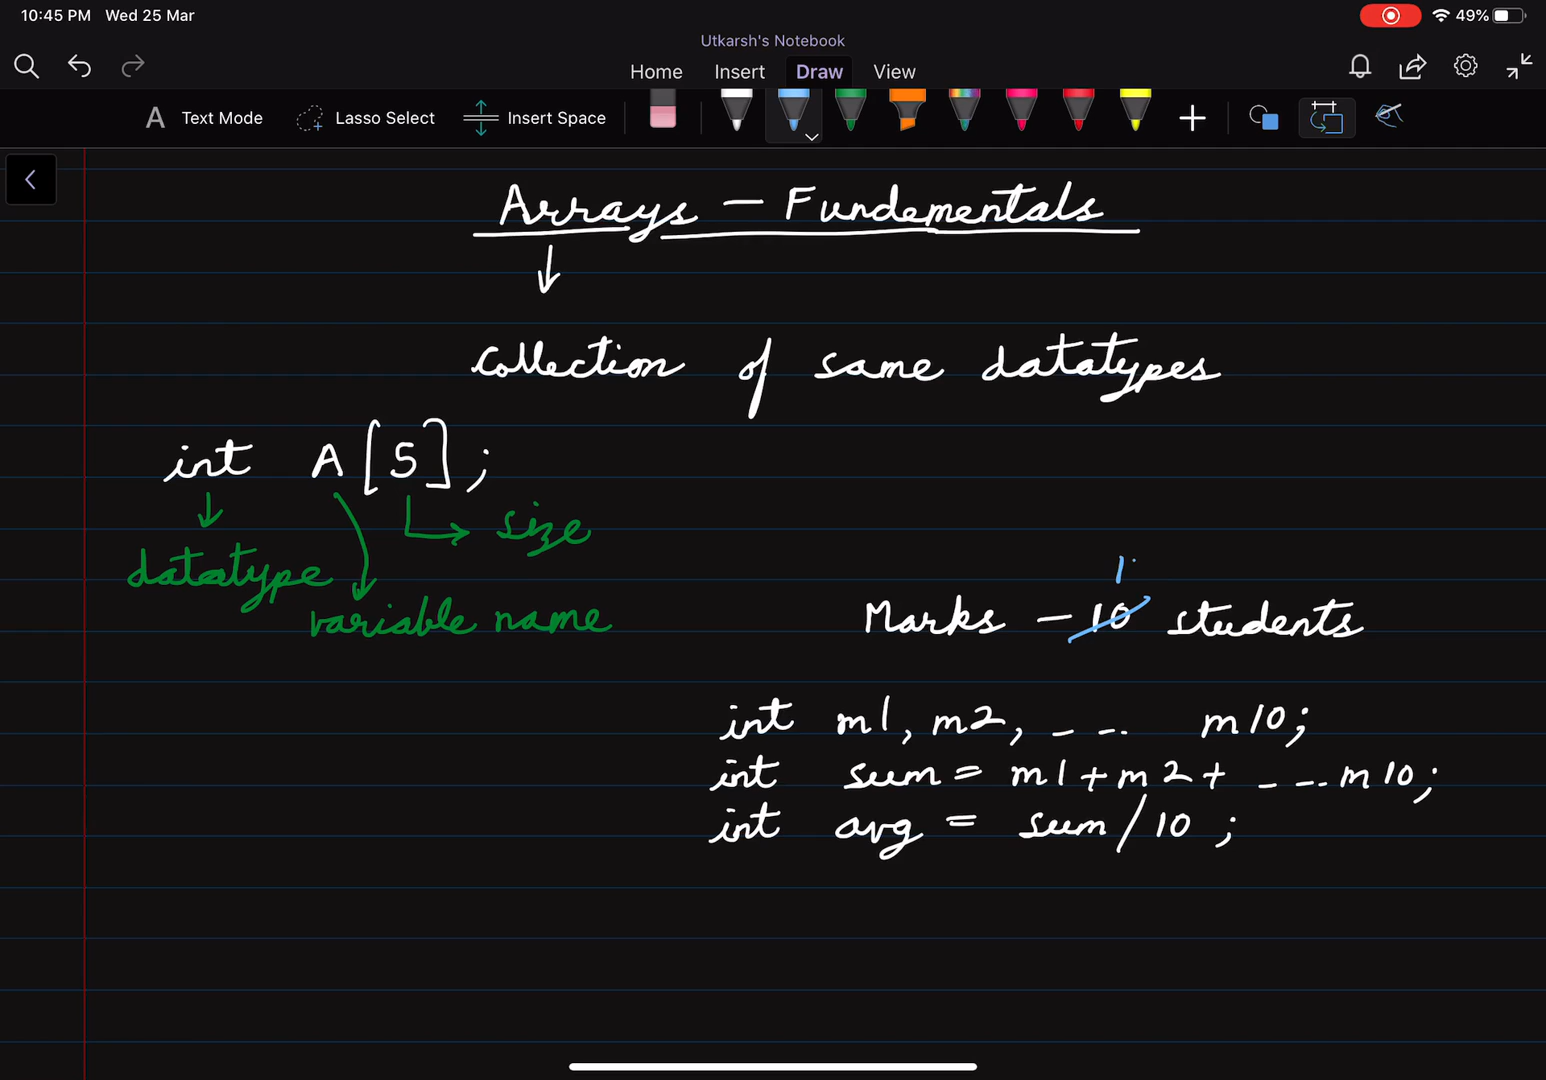 10:45 PM Wed 25 Mar
49%
Utkarsh's Notebook
Home Insert Draw View
A Text Mode Lasso Select Insert Space
Arrays – Fundementals
collection of same datatypes
int A[5];
size
datatype
variable name
1
Marks – 10 students
int m1, m2, _ _.. m10;
int sum = m1 + m2 + _ _.. m10;
int avg = sum/10 ;